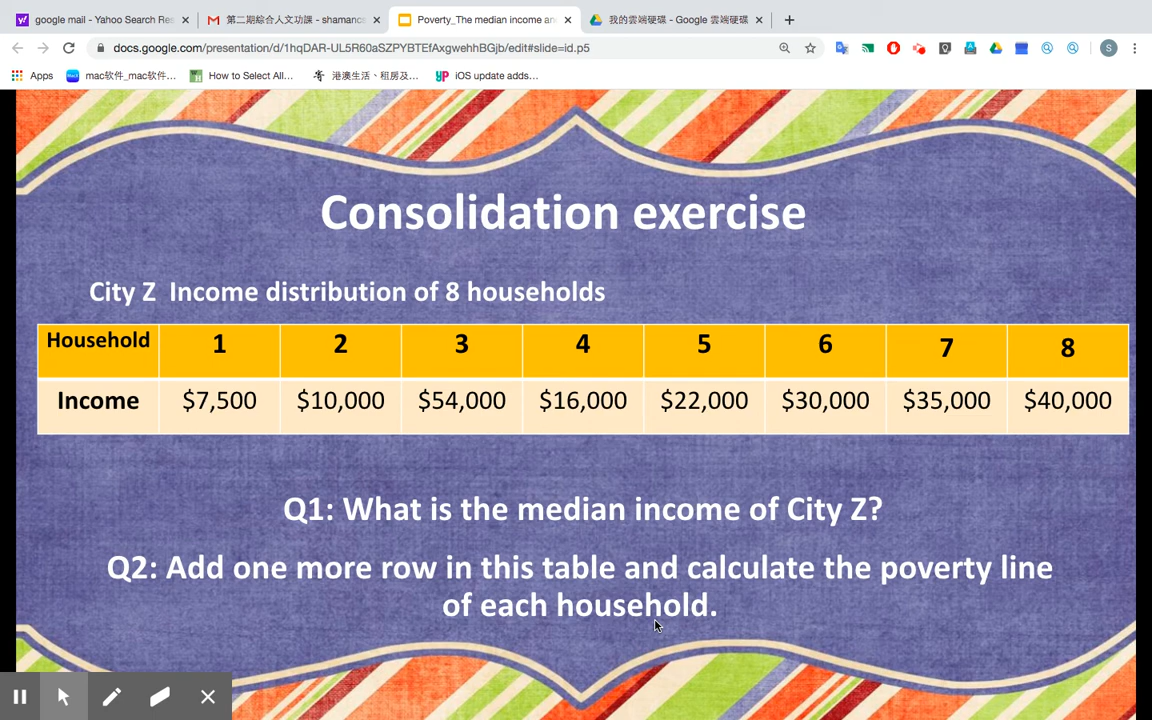 google mail - Yahoo Search Res
第二期綜合人文功課 - shamanca
Poverty_The median income an
我的雲端硬碟 - Google 雲端硬碟
docs.google.com/presentation/d/1hqDAR-UL5R60aSZPYBTEfAxgwehhBGjb/edit#slide=id.p5
S
Apps
mac软件_mac软件...
How to Select All...
港澳生活、租房及...
iOS update adds...
Consolidation exercise
City Z Income distribution of 8 households
Household 1 2 3 4 5 6 7 8
Income $7,500 $10,000 $54,000 $16,000 $22,000 $30,000 $35,000 $40,000
Q1: What is the median income of City Z?
Q2: Add one more row in this table and calculate the poverty line
of each household.